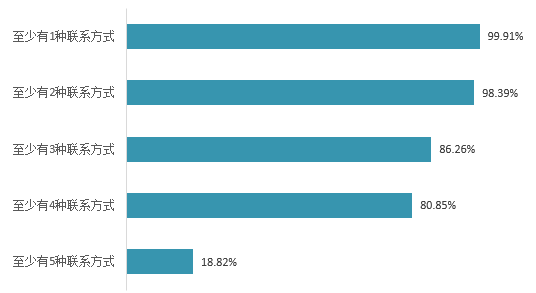 至少有1种联系方式 99.91%
至少有2种联系方式 98.39%
至少有3种联系方式 86.26%
至少有4种联系方式 80.85%
至少有5种联系方式 18.82%